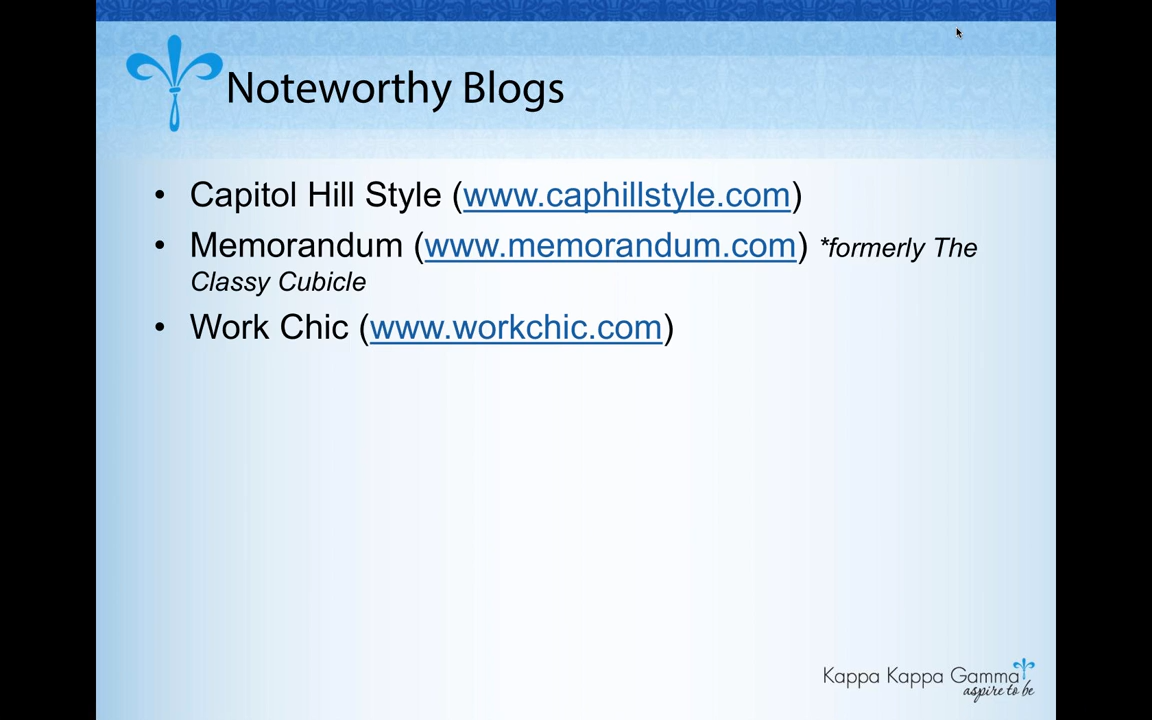 Noteworthy Blogs
• Capitol Hill Style (www.caphillstyle.com)
• Memorandum (www.memorandum.com) *formerly The
Classy Cubicle
• Work Chic (www.workchic.com)
Kappa Kappa Gamma
aspire to be